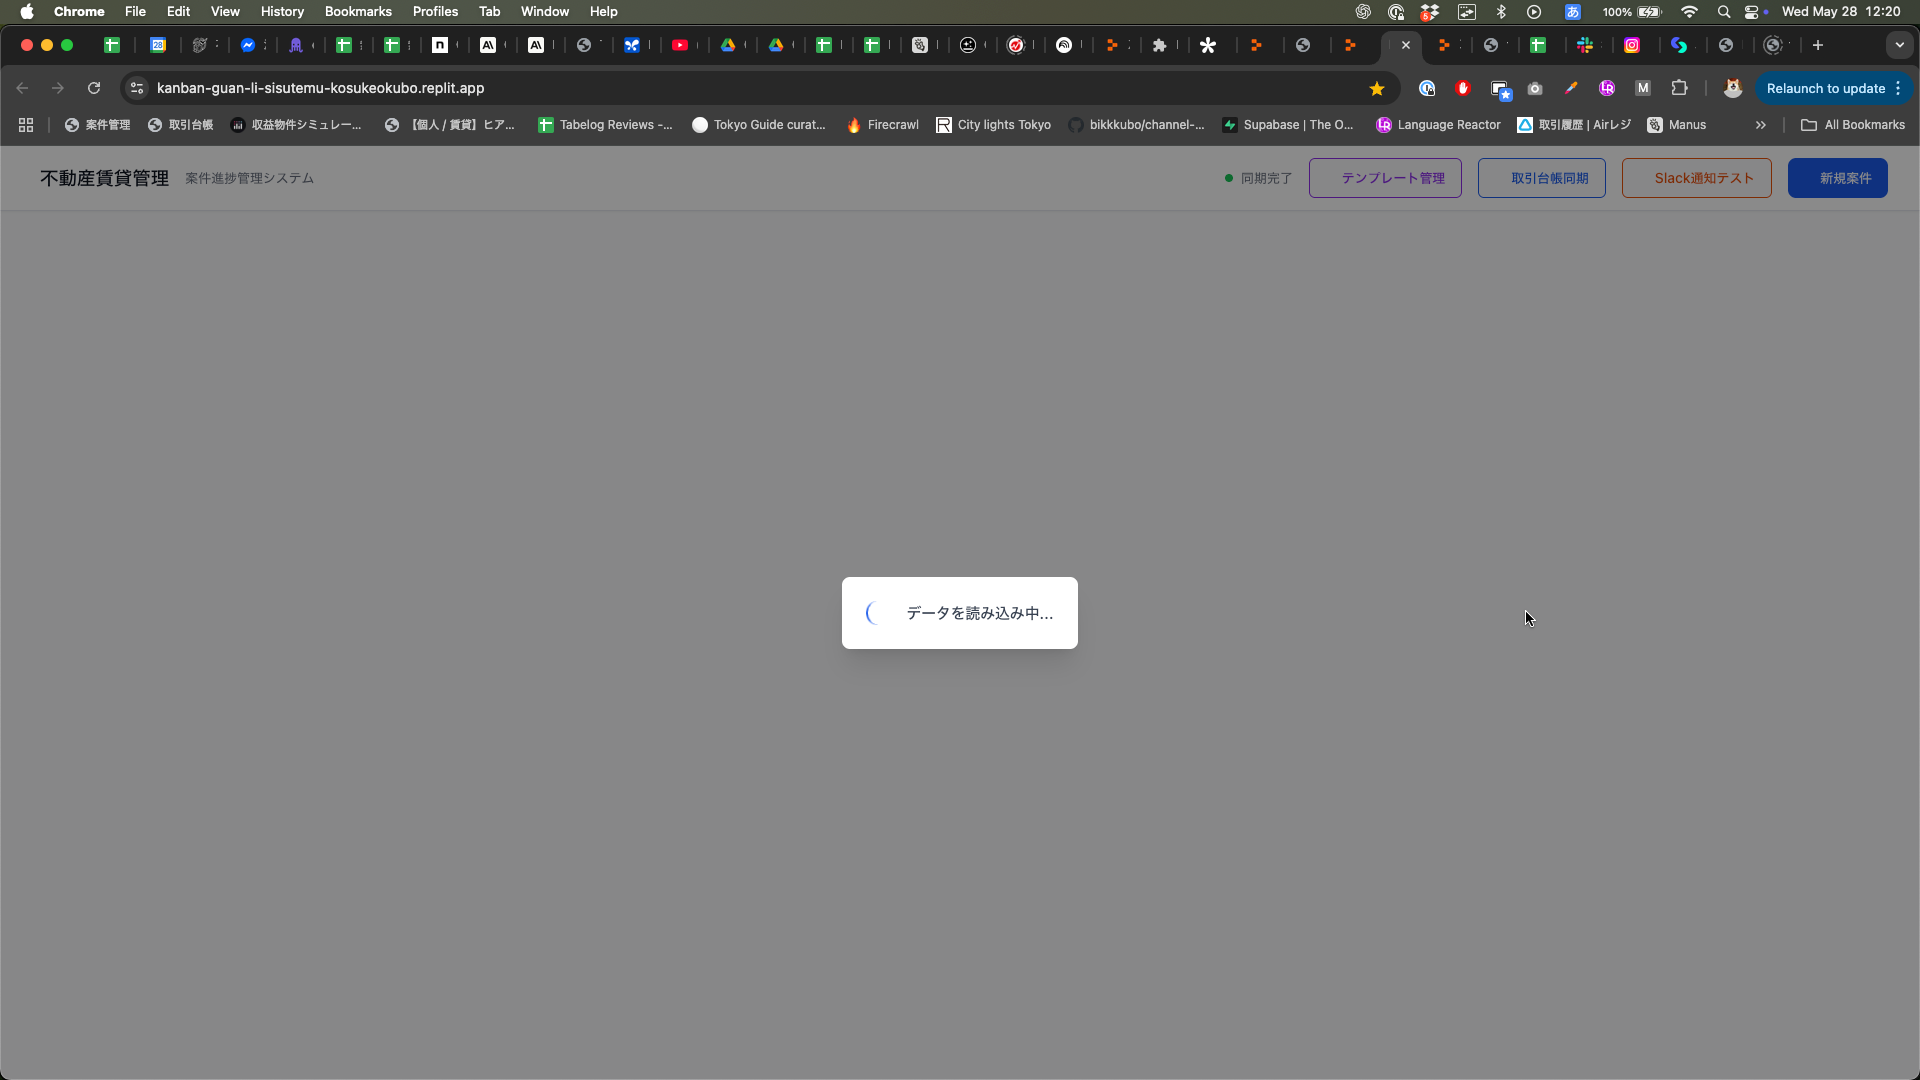 Chrome File Edit View History Bookmarks Profiles Tab Window Help 5 あ 100% Wed May 28 12:20
kanban-guan-li-sisutemu-kosukeokubo.replit.app Relaunch to update
案件管理 取引台帳 収益物件シミュレー... 【個人 / 賃貸】ヒア... Tabelog Reviews -... Tokyo Guide curat... Firecrawl City lights Tokyo bikkkubo/channel-... Supabase | The O... Language Reactor 取引履歴 | Airレジ Manus All Bookmarks
不動産賃貸管理 案件進捗管理システム 同期完了 テンプレート管理 取引台帳同期 Slack通知テスト 新規案件
データを読み込み中...